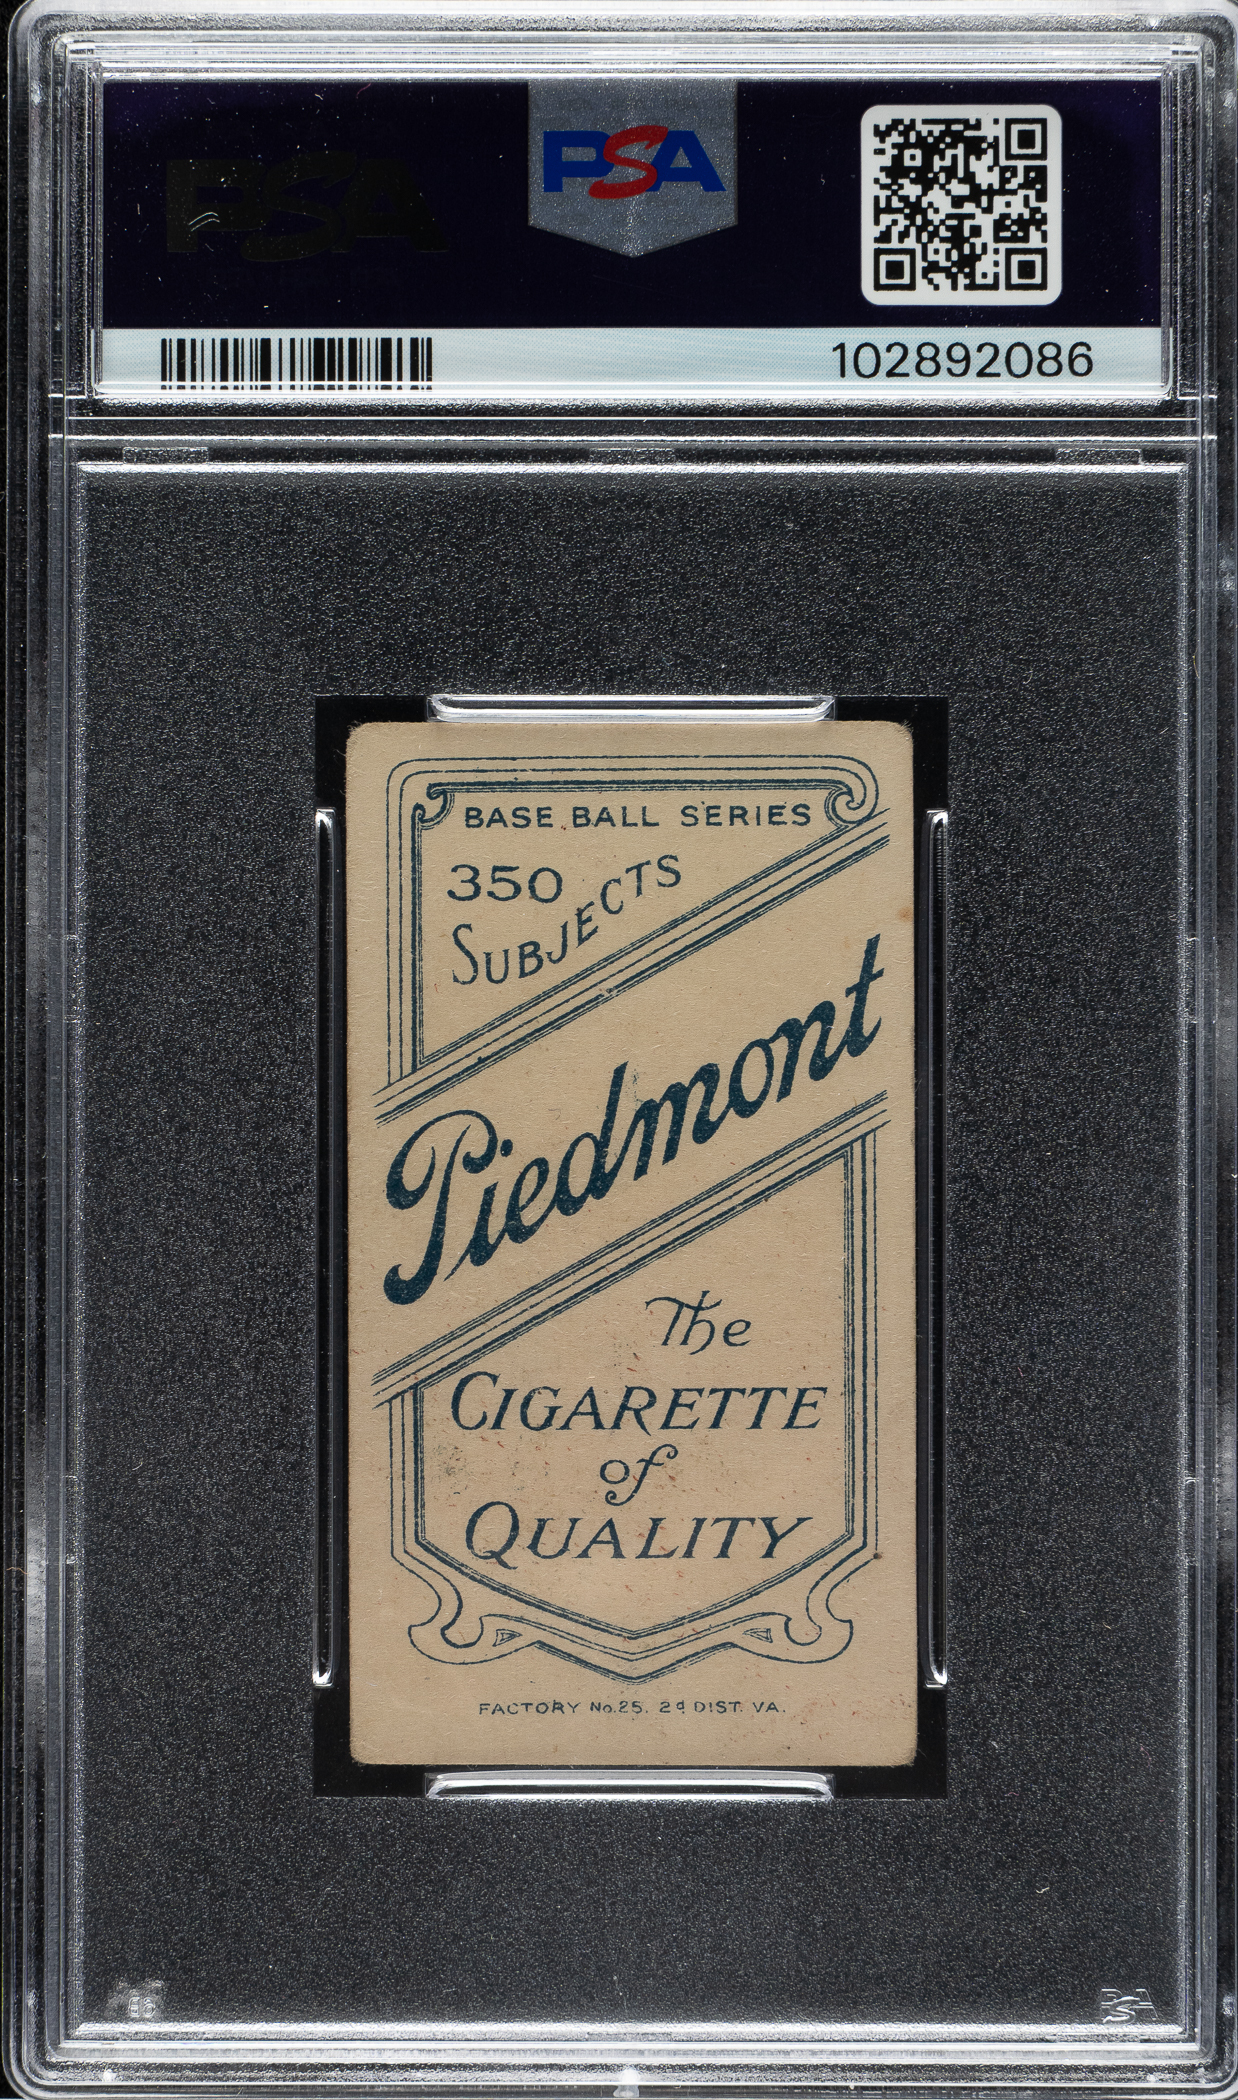 PSA
PSA
102892086
BASE BALL SERIES
350
SUBJECTS
Piedmont
The
CIGARETTE
of
QUALITY
FACTORY No. 25. 2d DIST. VA.
PSA